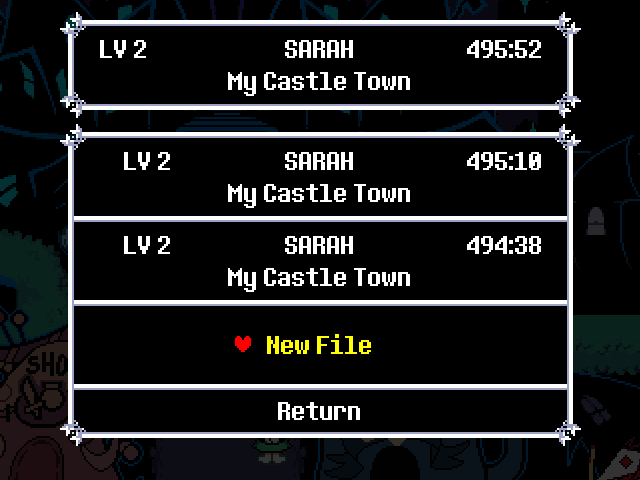 LV 2 SARAH 495:52
My Castle Town
LV 2 SARAH 495:10
My Castle Town
LV 2 SARAH 494:38
My Castle Town
New File
Return
SHO